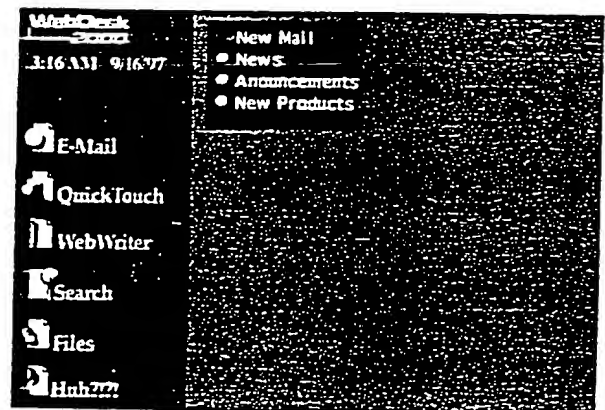 WebDesk
2000
3:16 AM 9/16/97
E-Mail
QuickTouch
WebWriter
Search
Files
Huh?!?!
New Mail
News
Anouncements
New Products